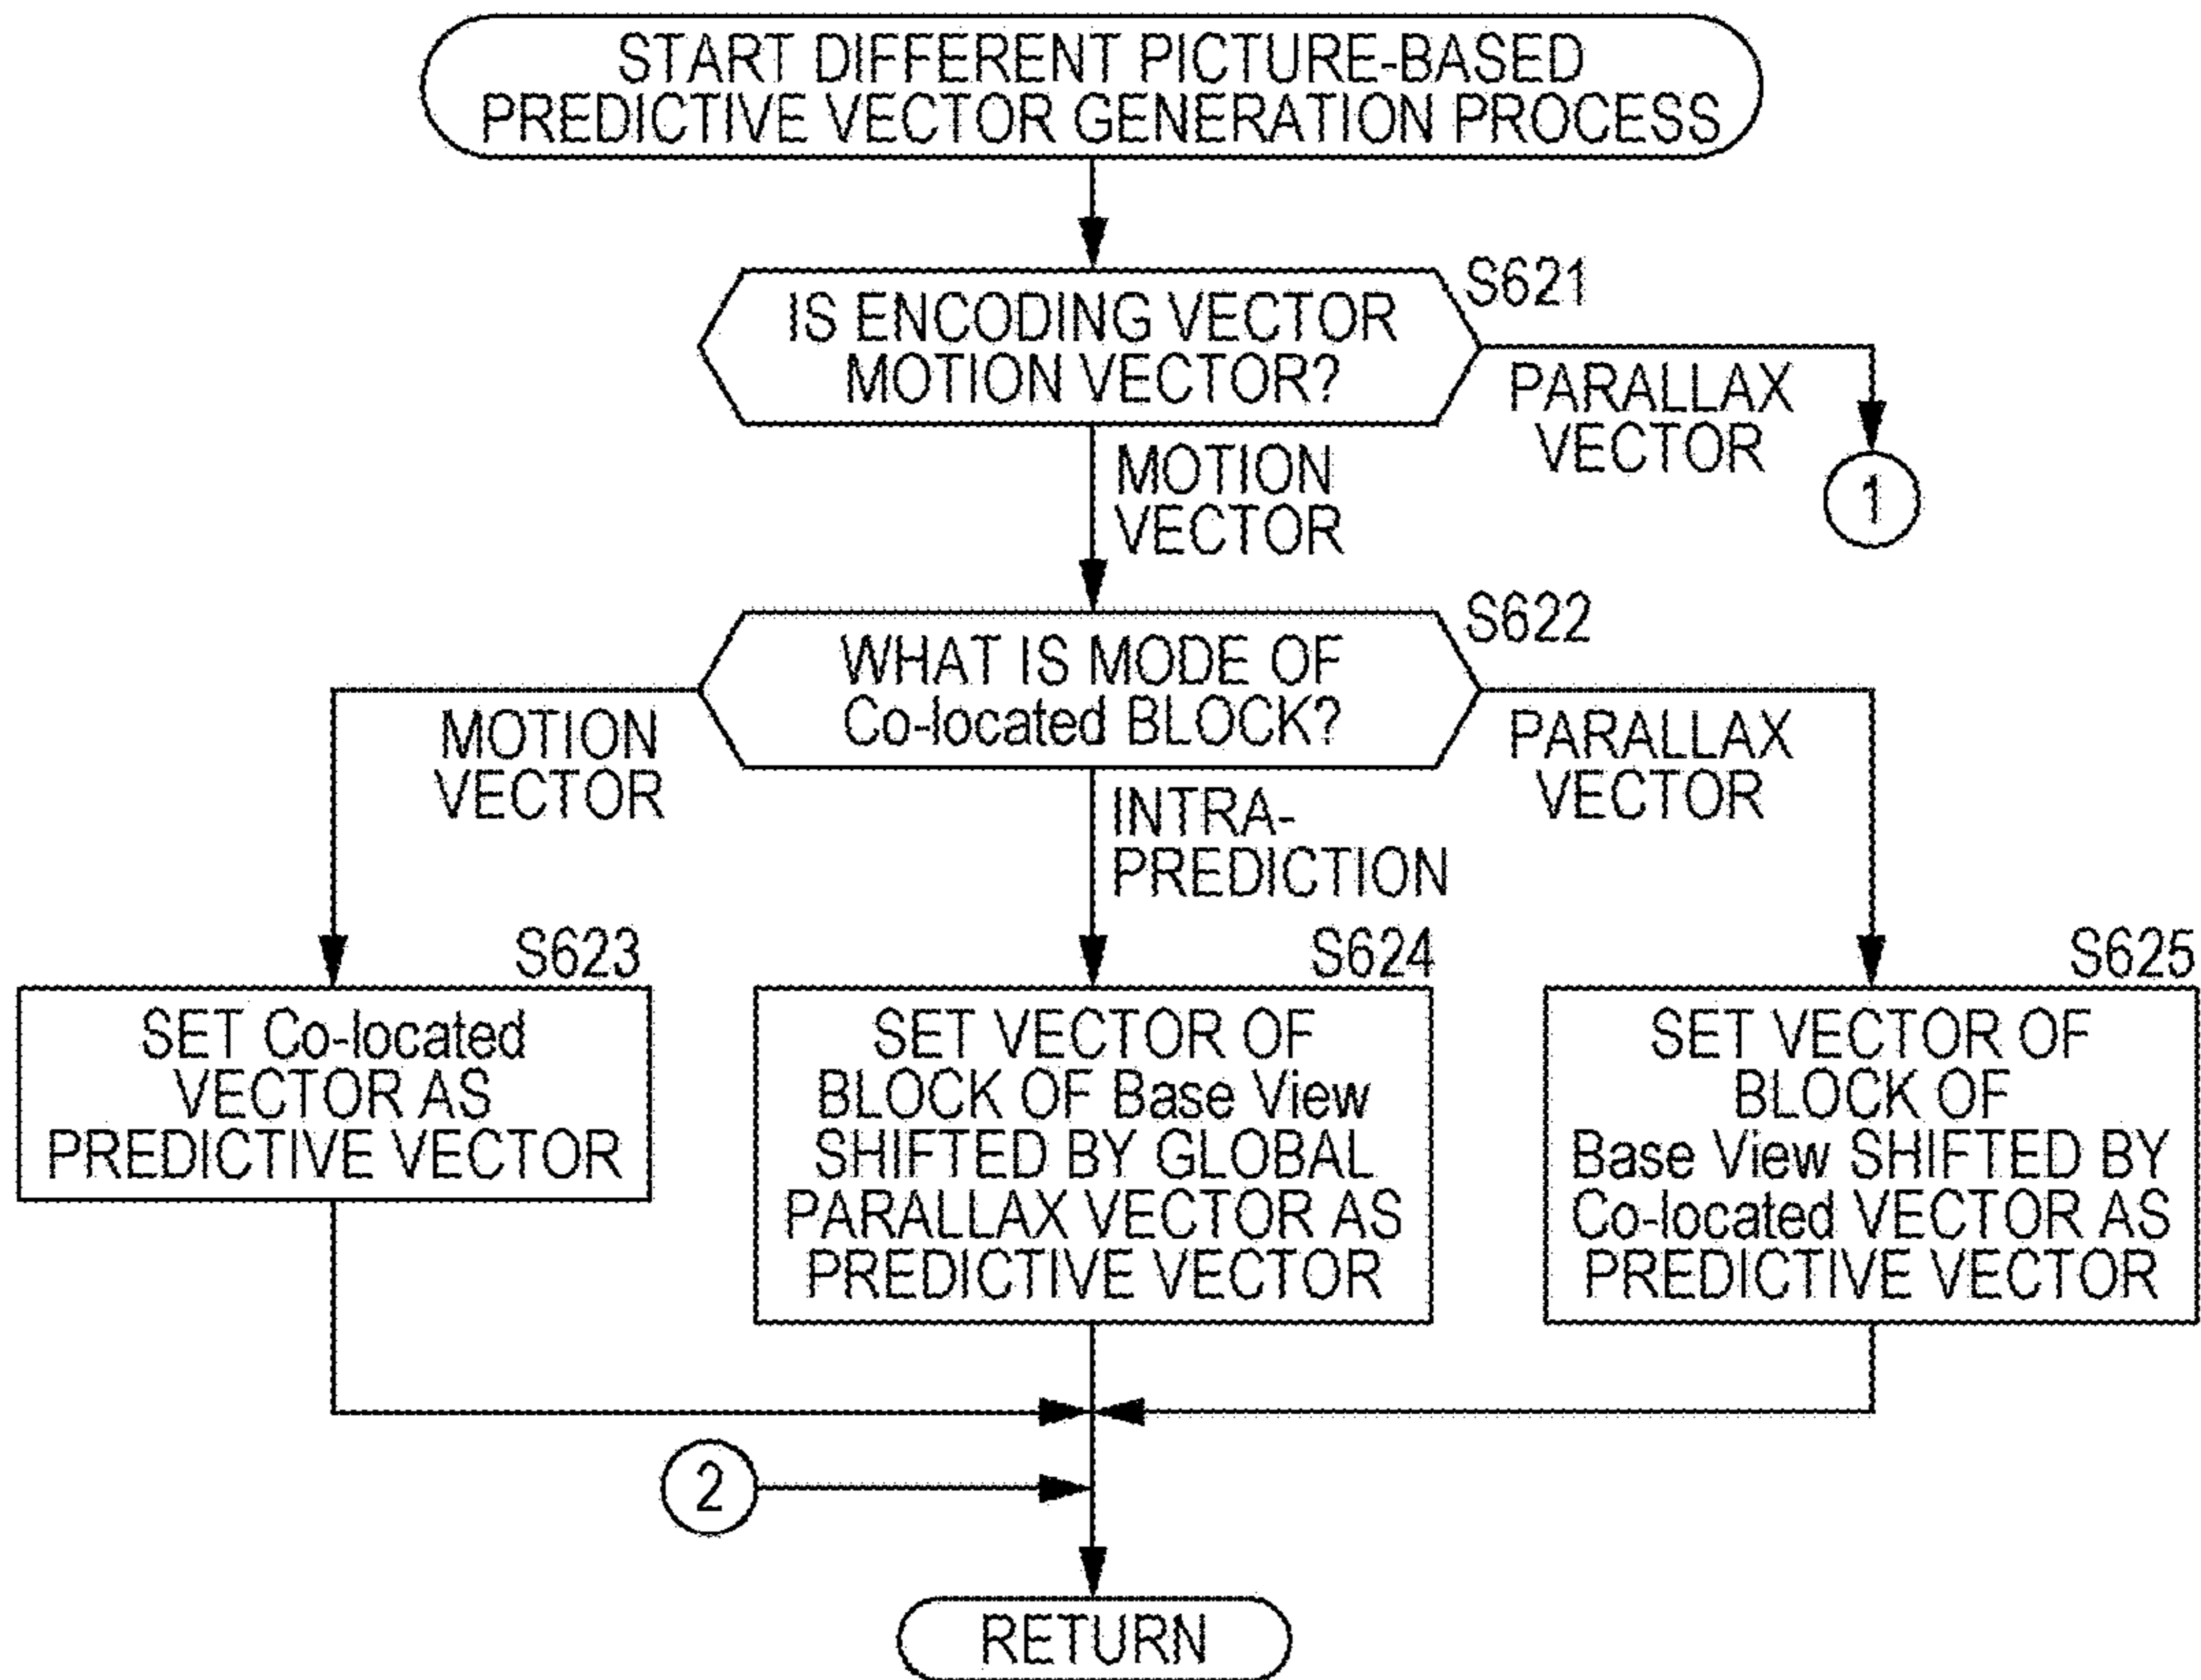 START DIFFERENT PICTURE-BASED
PREDICTIVE VECTOR GENERATION PROCESS
S621
IS ENCODING VECTOR
MOTION VECTOR?
PARALLAX
VECTOR
1
MOTION
VECTOR
S622
WHAT IS MODE OF
Co-located BLOCK?
MOTION
VECTOR
INTRA-
PREDICTION
PARALLAX
VECTOR
S623
SET Co-located
VECTOR AS
PREDICTIVE VECTOR
S624
SET VECTOR OF
BLOCK OF Base View
SHIFTED BY GLOBAL
PARALLAX VECTOR AS
PREDICTIVE VECTOR
S625
SET VECTOR OF
BLOCK OF
Base View SHIFTED BY
Co-located VECTOR AS
PREDICTIVE VECTOR
2
RETURN